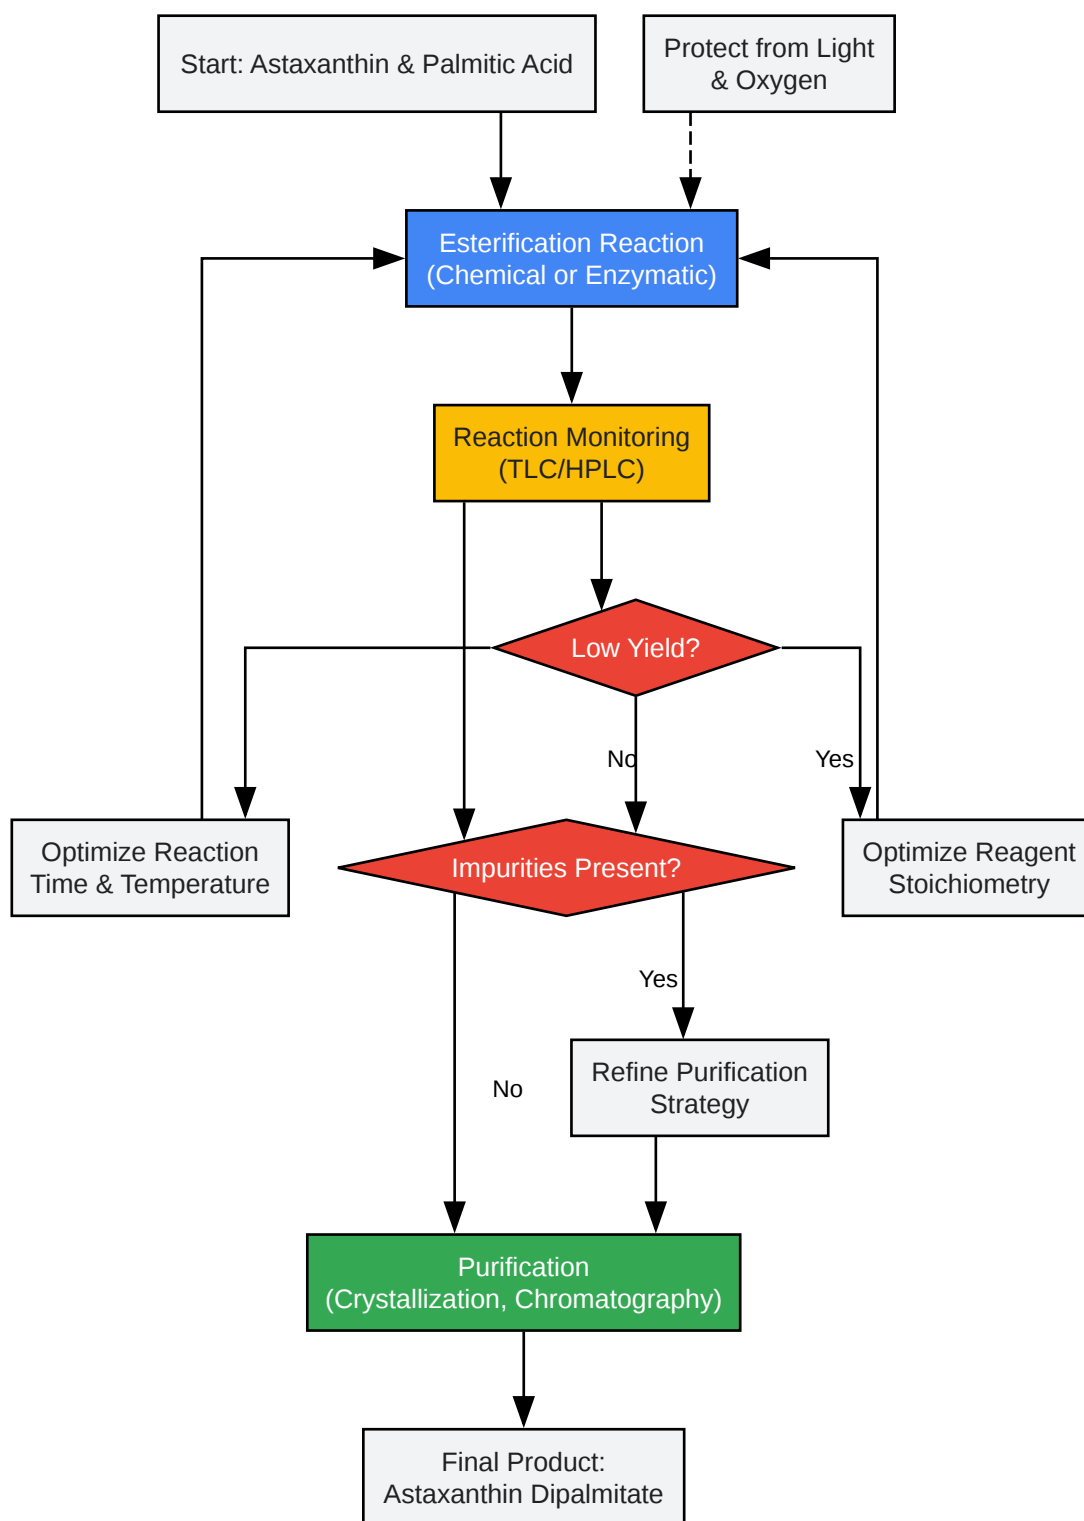 Start: Astaxanthin & Palmitic Acid
Protect from Light
& Oxygen
Esterification Reaction
(Chemical or Enzymatic)
Reaction Monitoring
(TLC/HPLC)
Low Yield?
No
Yes
Optimize Reaction
Time & Temperature
Impurities Present?
Optimize Reagent
Stoichiometry
Yes
No
Refine Purification
Strategy
Purification
(Crystallization, Chromatography)
Final Product:
Astaxanthin Dipalmitate